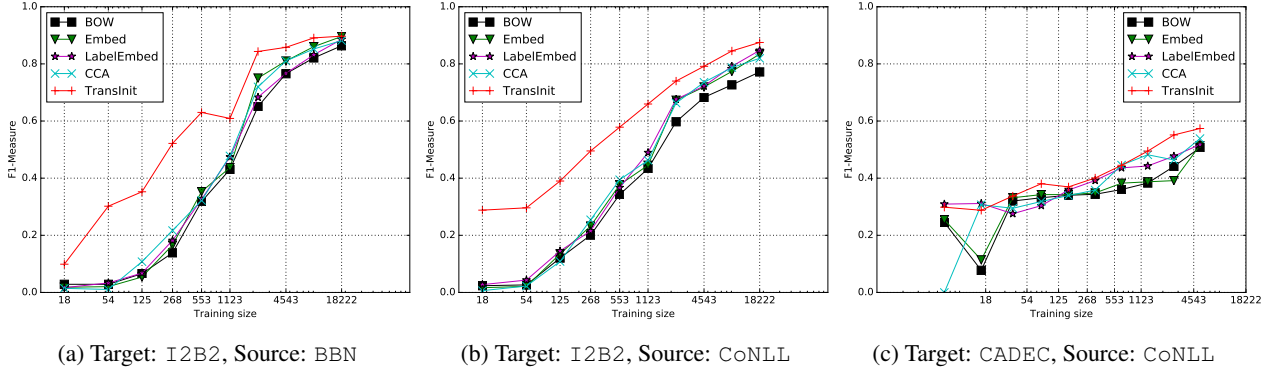 1.0
0.8
0.6
0.4
0.2
0.0
F1-Measure
BOW
Embed
LabelEmbed
CCA
TransInit
18 54 125 268 553 1123 4543 18222
Training size
(a) Target: I2B2, Source: BBN
1.0
0.8
0.6
0.4
0.2
0.0
F1-Measure
BOW
Embed
LabelEmbed
CCA
TransInit
18 54 125 268 553 1123 4543 18222
Training size
(b) Target: I2B2, Source: CoNLL
1.0
0.8
0.6
0.4
0.2
0.0
F1-Measure
BOW
Embed
LabelEmbed
CCA
TransInit
18 54 125 268 553 1123 4543 18222
Training size
(c) Target: CADEC, Source: CoNLL